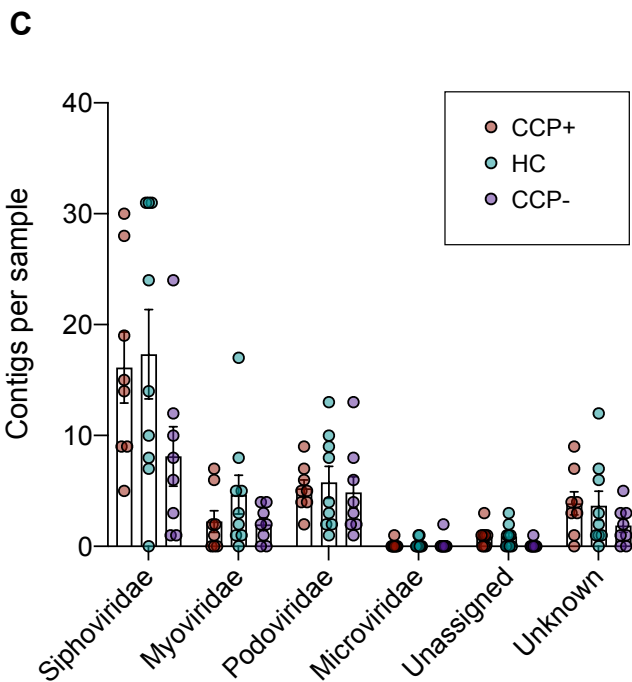 C
40
30
20
10
0
Contigs per sample
CCP+
HC
CCP-
Siphoviridae
Myoviridae
Podoviridae
Microviridae
Unassigned
Unknown